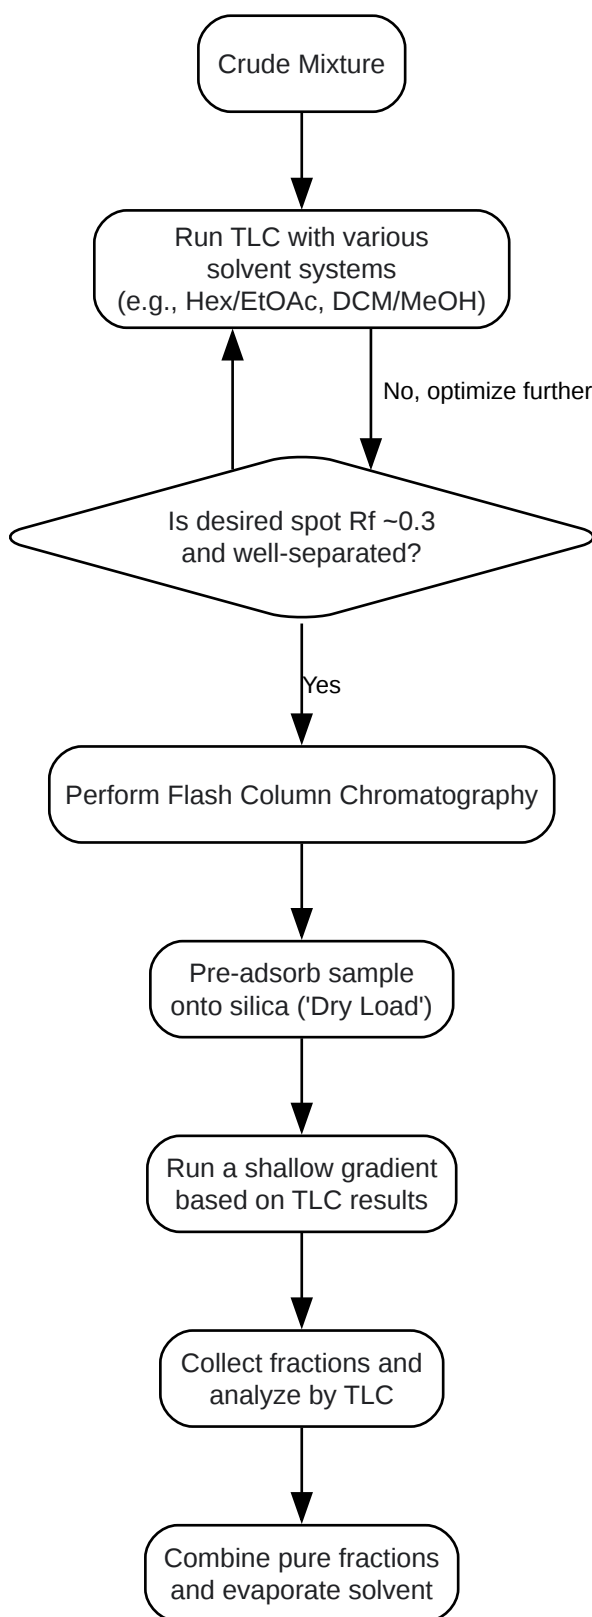 Crude Mixture
Run TLC with various
solvent systems
(e.g., Hex/EtOAc, DCM/MeOH)
No, optimize further
Is desired spot Rf ~0.3
and well-separated?
Yes
Perform Flash Column Chromatography
Pre-adsorb sample
onto silica ('Dry Load')
Run a shallow gradient
based on TLC results
Collect fractions and
analyze by TLC
Combine pure fractions
and evaporate solvent